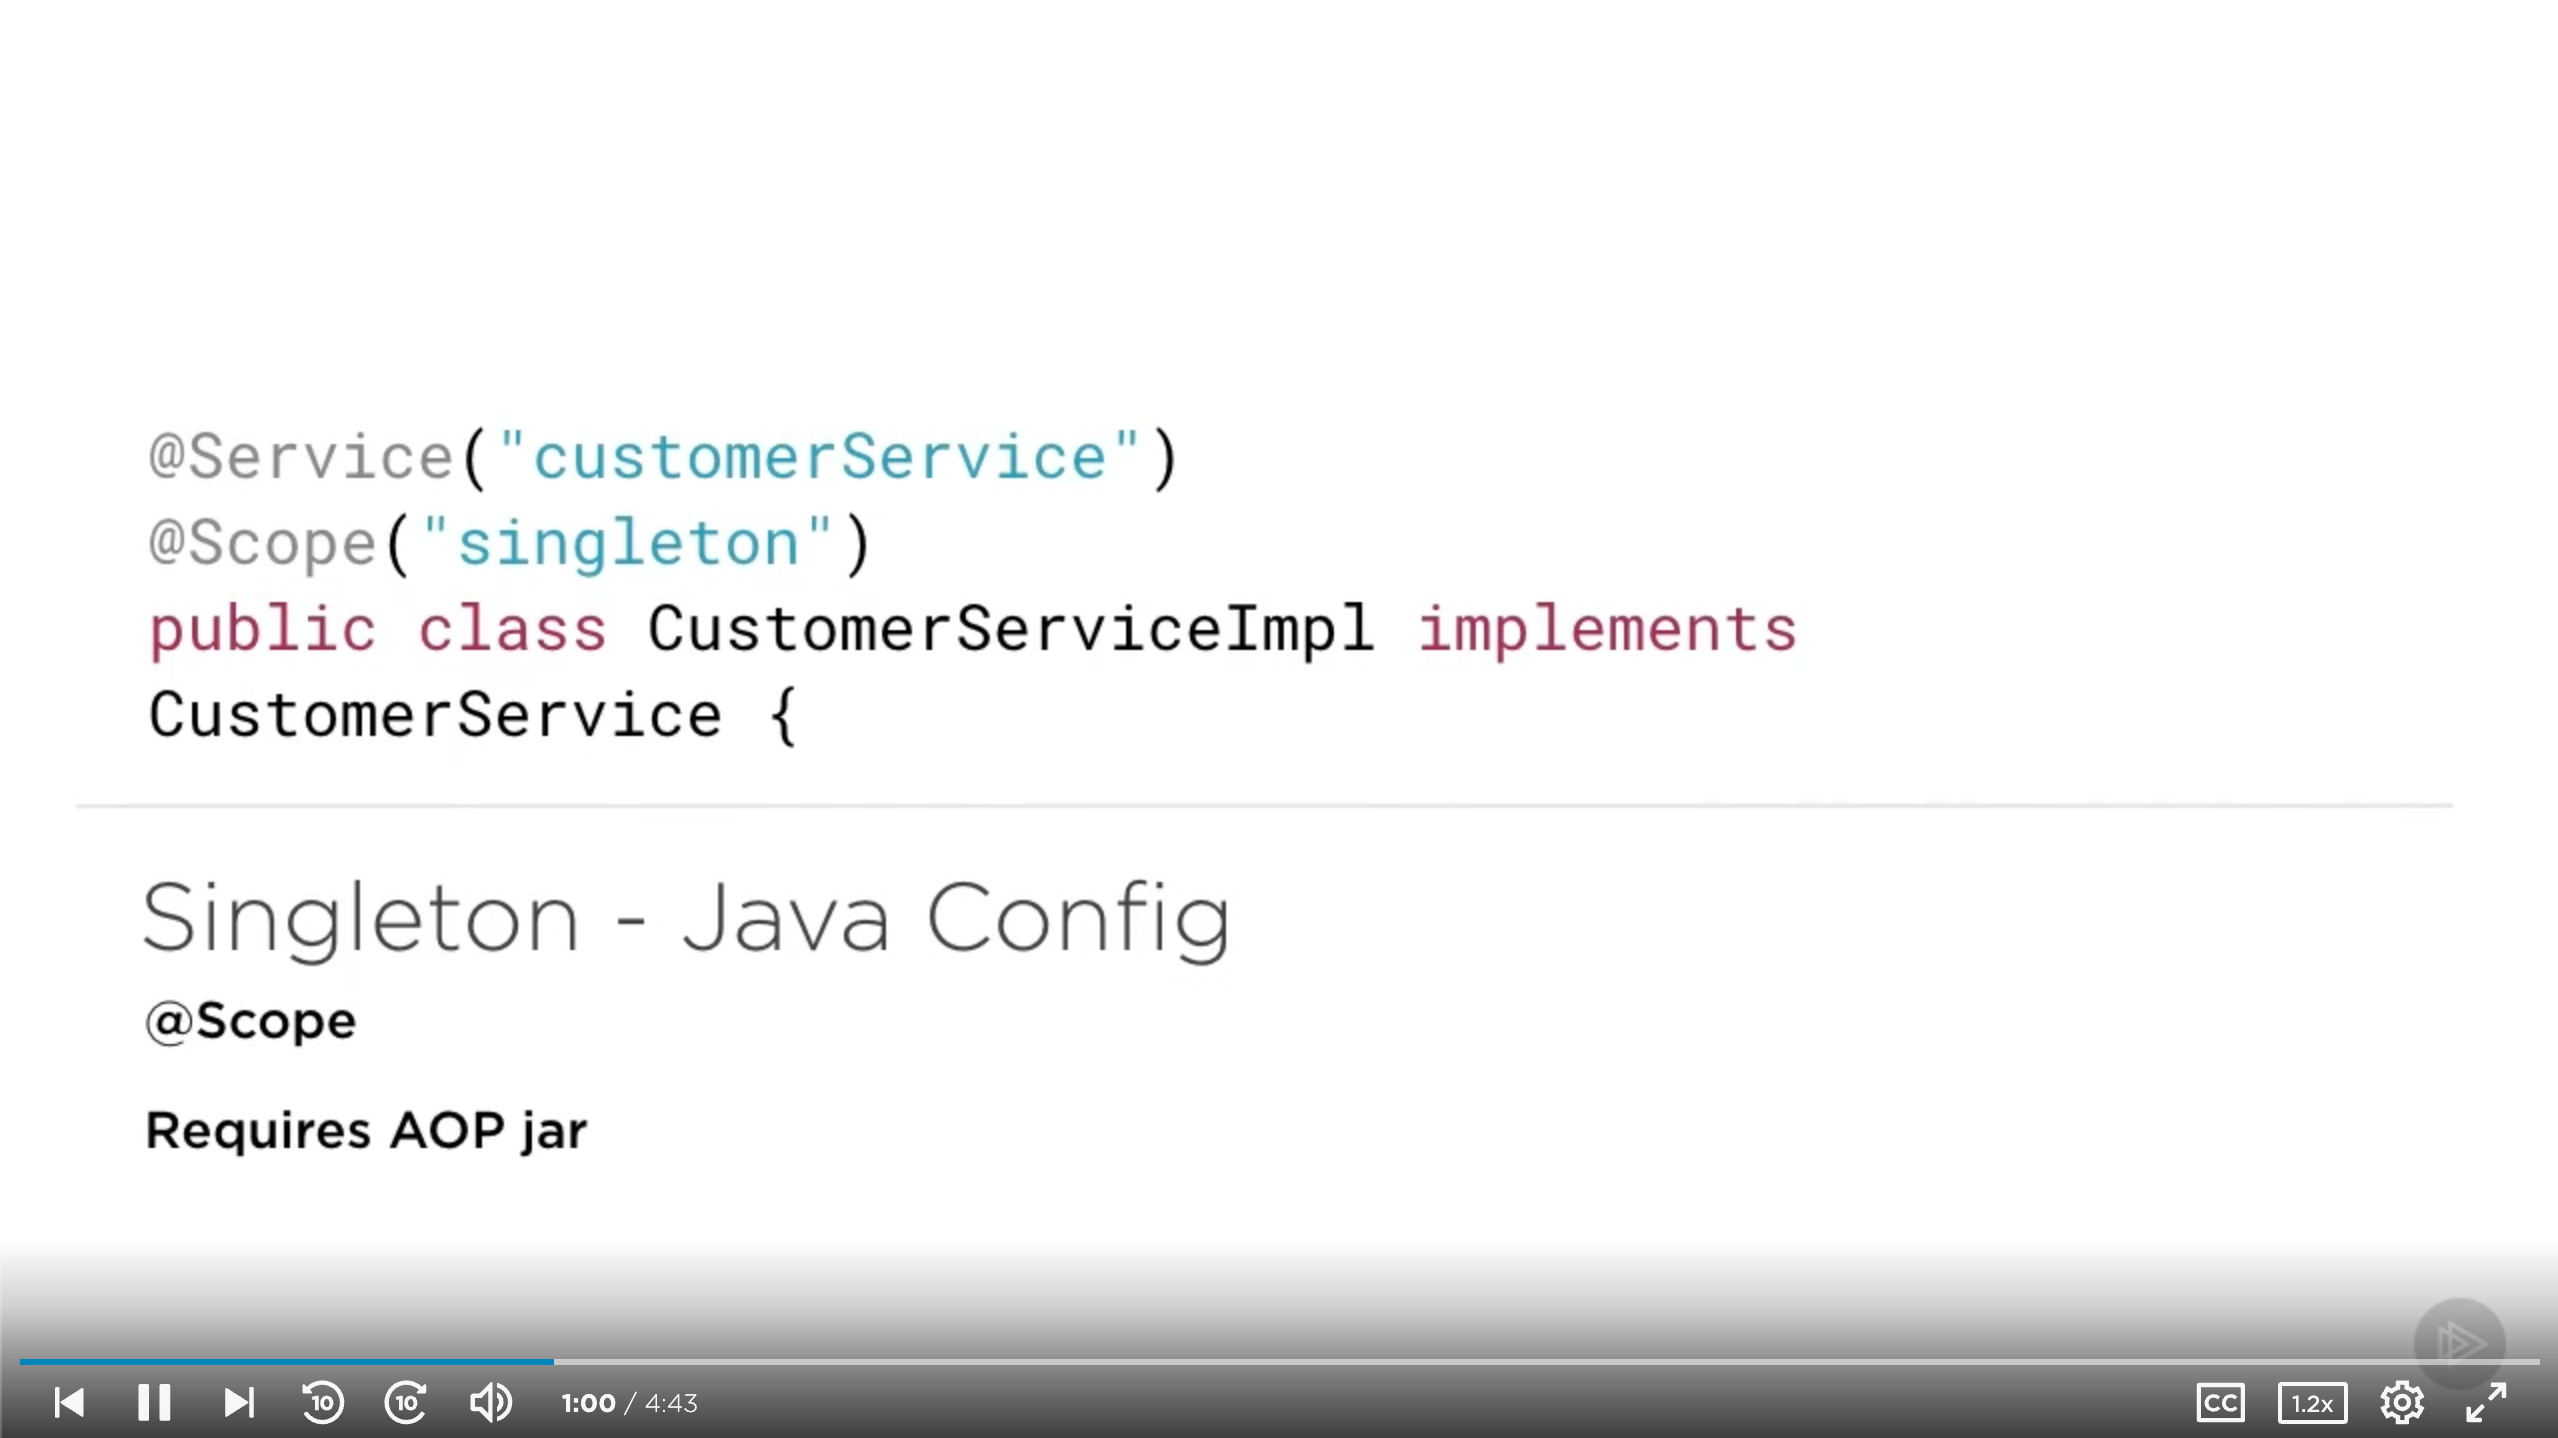 @Service("customerService")
@Scope("singleton")
public class CustomerServiceImpl implements
CustomerService {
Singleton - Java Config
@Scope
Requires AOP jar
10 10 1:00 / 4:43 CC 1.2x